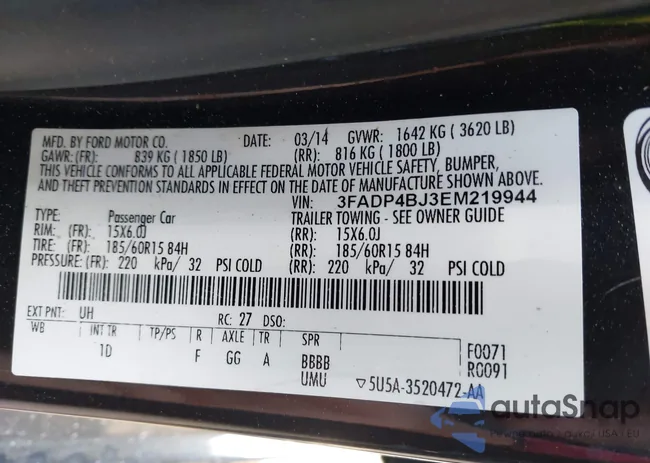 MFD. BY FORD MOTOR CO. DATE: 03/14 GVWR: 1642 KG ( 3620 LB)
GAWR: (FR): 839 KG ( 1850 LB) (RR): 816 KG ( 1800 LB)
THIS VEHICLE CONFORMS TO ALL APPLICABLE FEDERAL MOTOR VEHICLE SAFETY, BUMPER,
AND THEFT PREVENTION STANDARDS IN EFFECT ON THE DATE OF MANUFACTURE SHOWN ABOVE.
VIN: 3FADP4BJ3EM219944
TYPE: Passenger Car TRAILER TOWING - SEE OWNER GUIDE
RIM: (FR): 15X6.0J (RR): 15X6.0J
TIRE: (FR): 185/60R15 84H (RR): 185/60R15 84H
PRESSURE: (FR): 220 kPa/ 32 PSI COLD (RR): 220 kPa/ 32 PSI COLD
EXT PNT: UH RC: 27 DSO:
WB INT TR TP/PS R AXLE TR SPR
1D F GG A BBBB F0071
UMU R0091
▽5U5A-3520472-AA
autoSnap